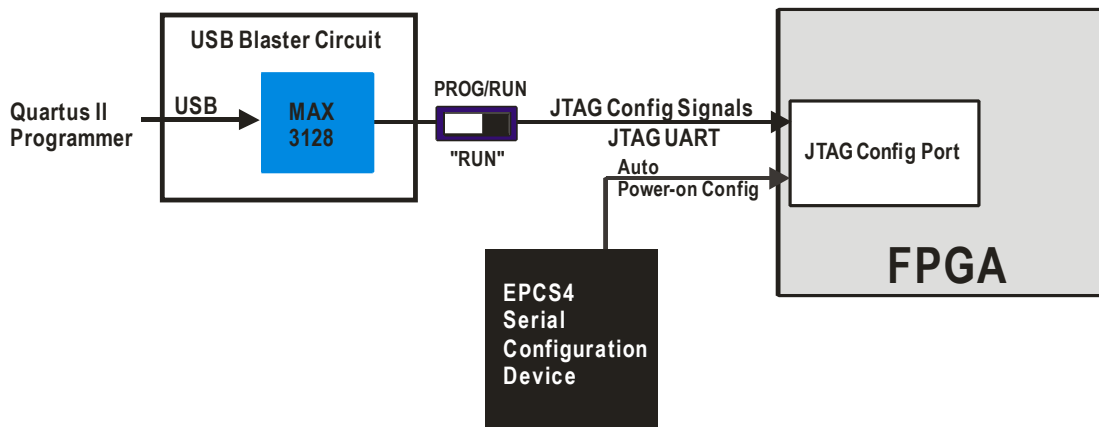 USB Blaster Circuit
Quartus II
Programmer
USB
MAX
3128
PROG/RUN
"RUN"
JTAG Config Signals
JTAG UART
Auto
Power-on Config
JTAG Config Port
FPGA
EPCS4
Serial
Configuration
Device